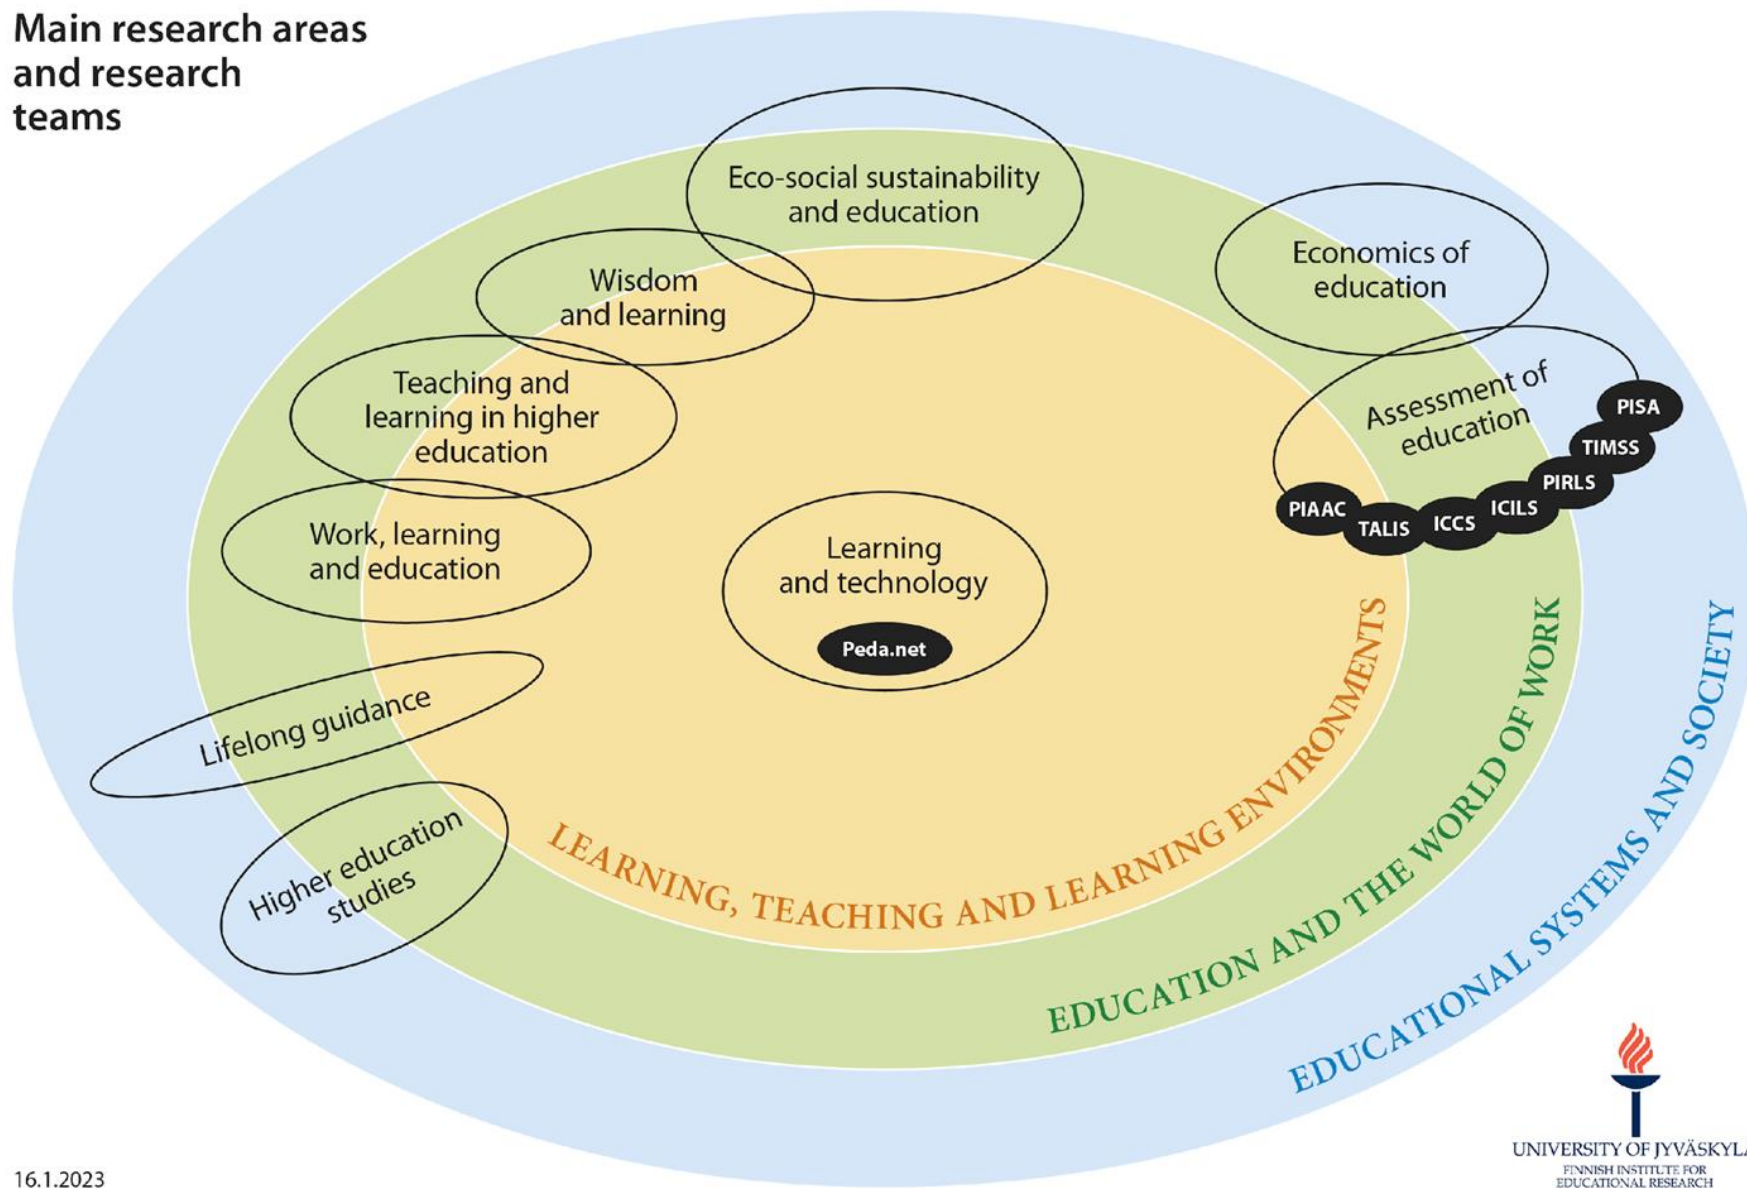 Main research areas
and research
teams
Eco-social sustainability
and education
Economics of
education
Wisdom
and learning
Assessment of
education
Teaching and
learning in higher
education
PISA
TIMSS
PIRLS
ICILS
ICCS
TALIS
PIAAC
Work, learning
and education
Learning
and technology
Peda.net
Lifelong guidance
Higher education
studies
LEARNING, TEACHING AND LEARNING ENVIRONMENTS
EDUCATION AND THE WORLD OF WORK
EDUCATIONAL SYSTEMS AND SOCIETY
UNIVERSITY OF JYVÄSKYLÄ
FINNISH INSTITUTE FOR
EDUCATIONAL RESEARCH
16.1.2023